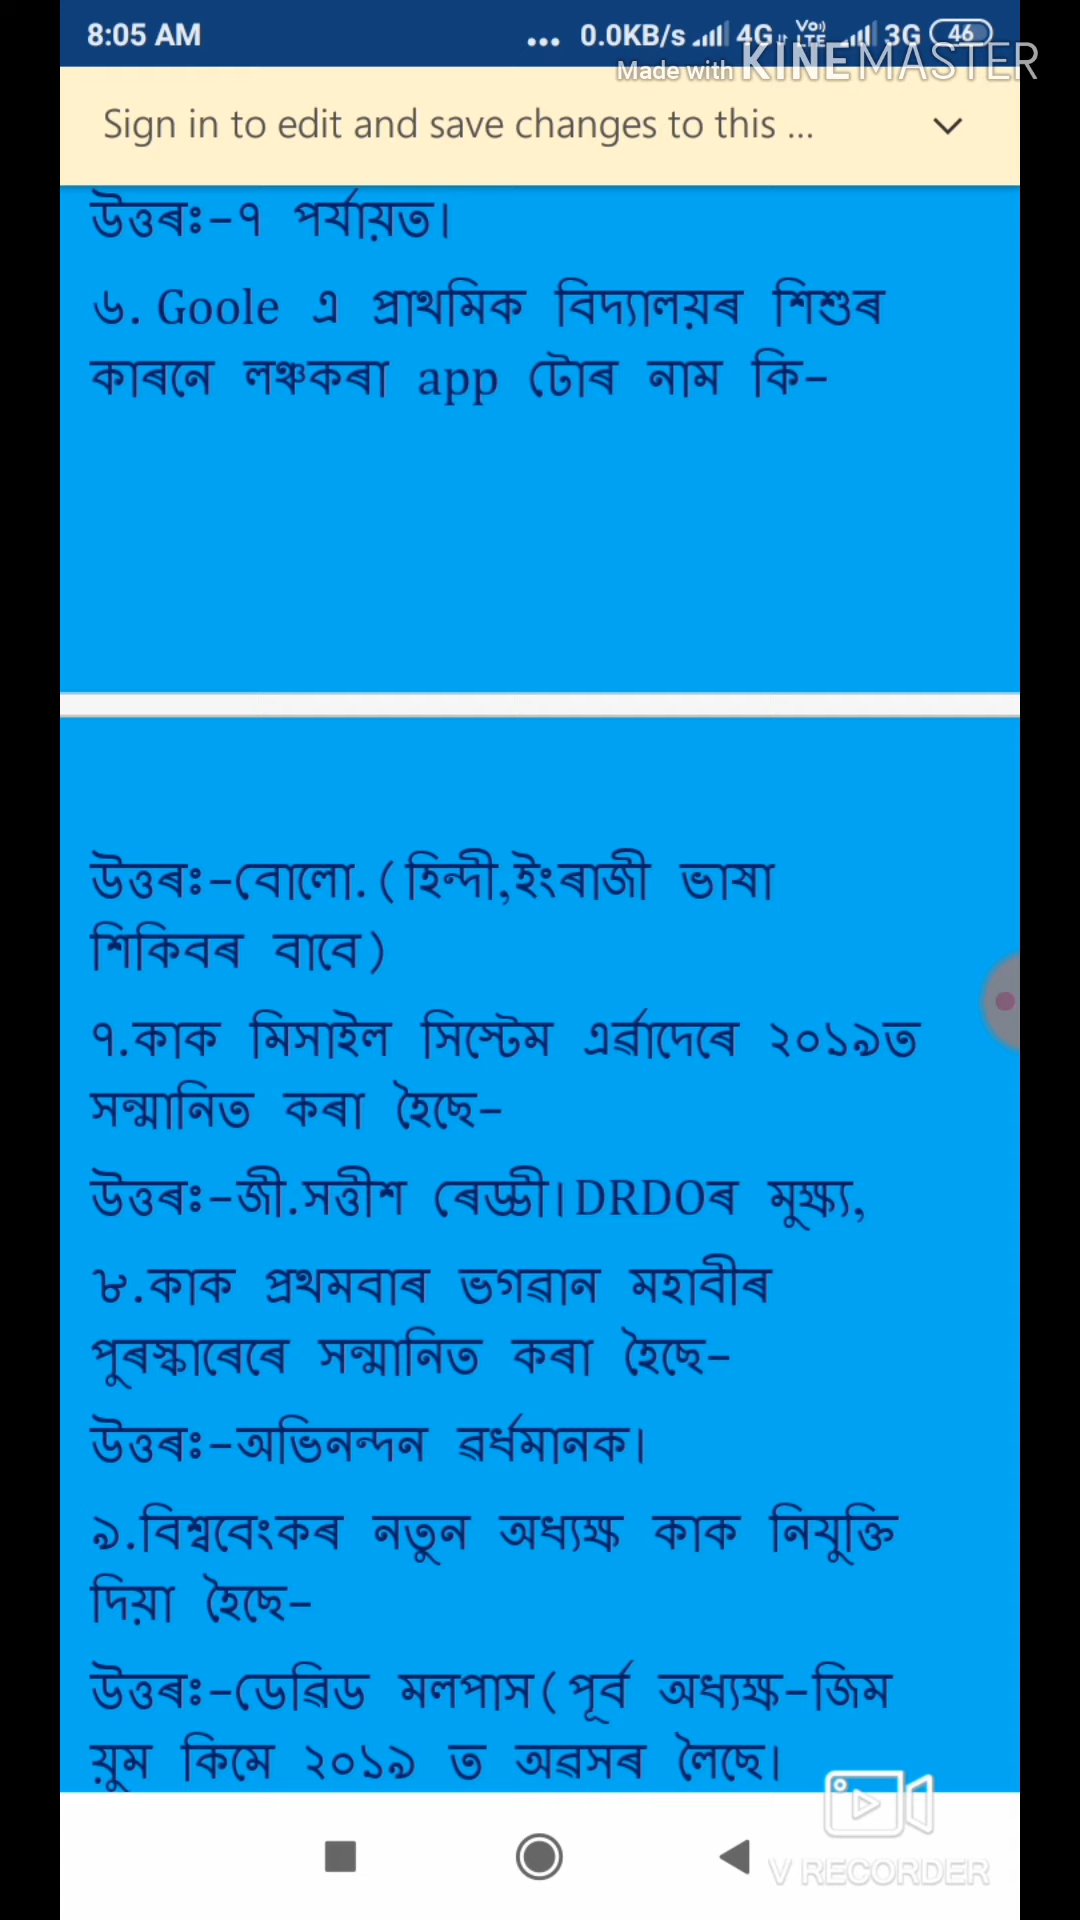 8:05 AM ... 0.0KB/s 4G Vo)) LTE 3G 46
Made with KINEMASTER
Sign in to edit and save changes to this ...
উত্তৰঃ-৭ পৰ্যায়ত।
৬. Goole এ প্ৰাথমিক বিদ্যালয়ৰ শিশুৰ
কাৰনে লঞ্চকৰা app টোৰ নাম কি-
উত্তৰঃ-বোলো.(হিন্দী,ইংৰাজী ভাষা
শিকিবৰ বাবে)
৭.কাক মিসাইল সিস্টেম এৰ্ৱাদেৰে ২০১৯ত
সন্মানিত কৰা হৈছে-
উত্তৰঃ-জী.সত্তীশ ৰেড্ডী।DRDOৰ মুক্ষ্য,
৮.কাক প্ৰথমবাৰ ভগৱান মহাবীৰ
পুৰস্কাৰেৰে সন্মানিত কৰা হৈছে-
উত্তৰঃ-অভিনন্দন ৱৰ্ধমানক।
৯.বিশ্ববেংকৰ নতুন অধ্যক্ষ কাক নিযুক্তি
দিয়া হৈছে-
উত্তৰঃ-ডেৱিড মলপাস(পূৰ্ব অধ্যক্ষ-জিম
য়ুম কিমে ২০১৯ ত অৱসৰ লৈছে।
V RECORDER